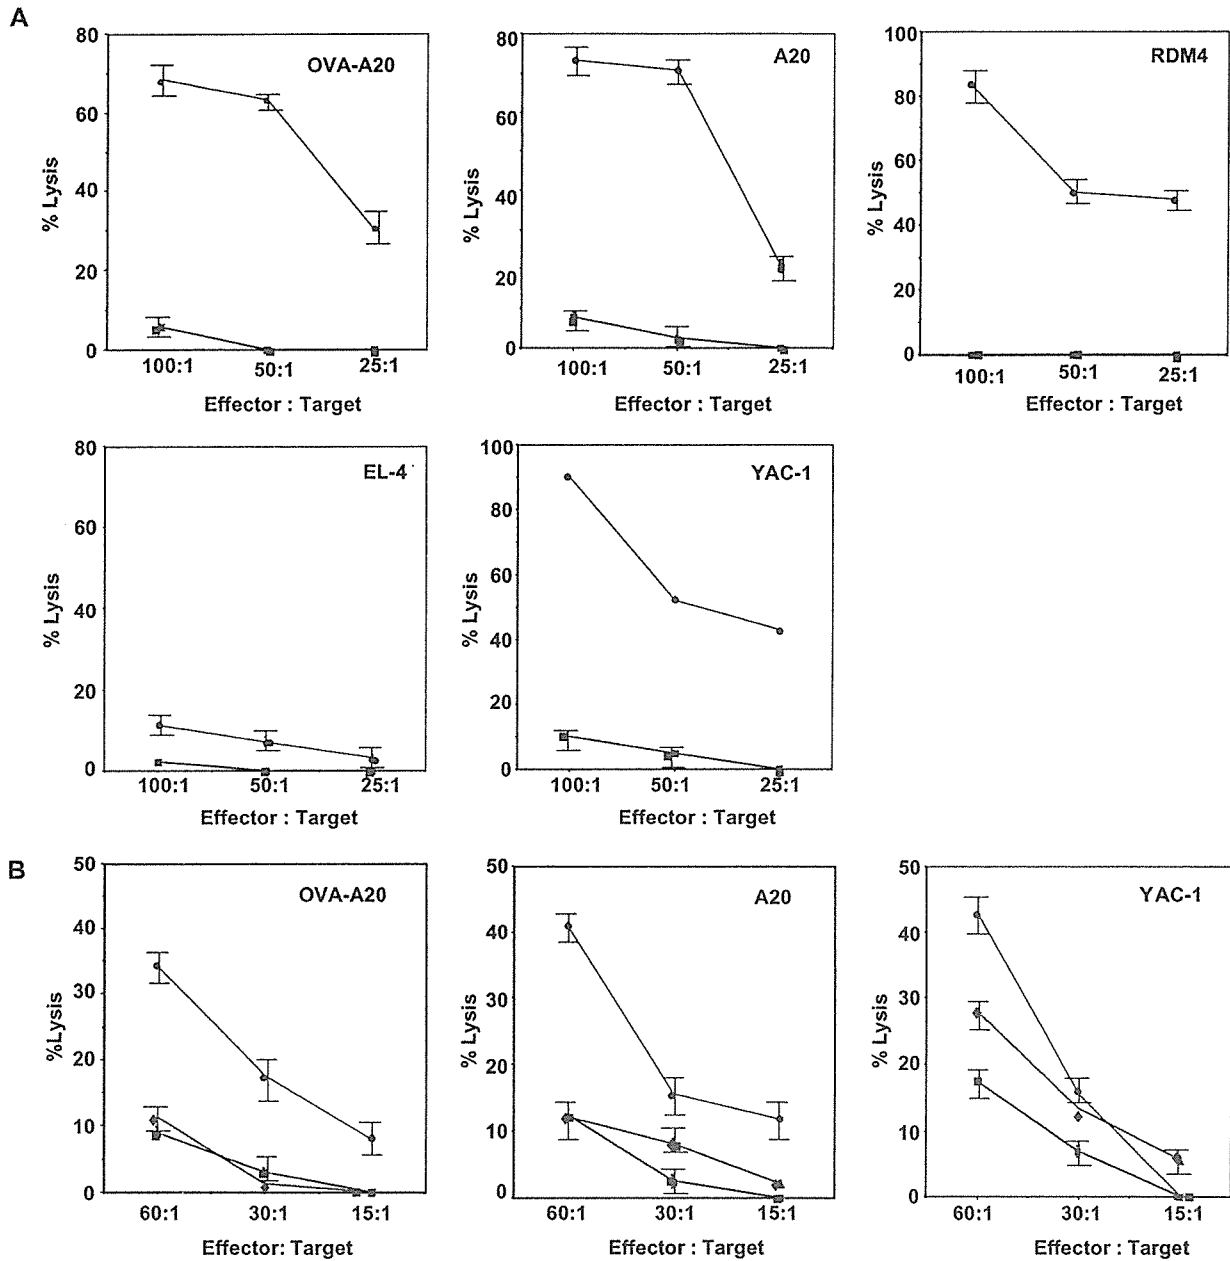 A
OVA-A20
% Lysis
80
60
40
20
0
100:1 50:1 25:1
Effector : Target
A20
% Lysis
80
60
40
20
0
100:1 50:1 25:1
Effector : Target
RDM4
% Lysis
100
80
60
40
20
0
100:1 50:1 25:1
Effector : Target
EL-4
% Lysis
80
60
40
20
0
100:1 50:1 25:1
Effector : Target
YAC-1
% Lysis
100
80
60
40
20
0
100:1 50:1 25:1
Effector : Target
B
OVA-A20
%Lysis
50
40
30
20
10
0
60:1 30:1 15:1
Effector: Target
A20
% Lysis
50
40
30
20
10
0
60:1 30:1 15:1
Effector : Target
YAC-1
% Lysis
50
40
30
20
10
0
60:1 30:1 15:1
Effector : Target